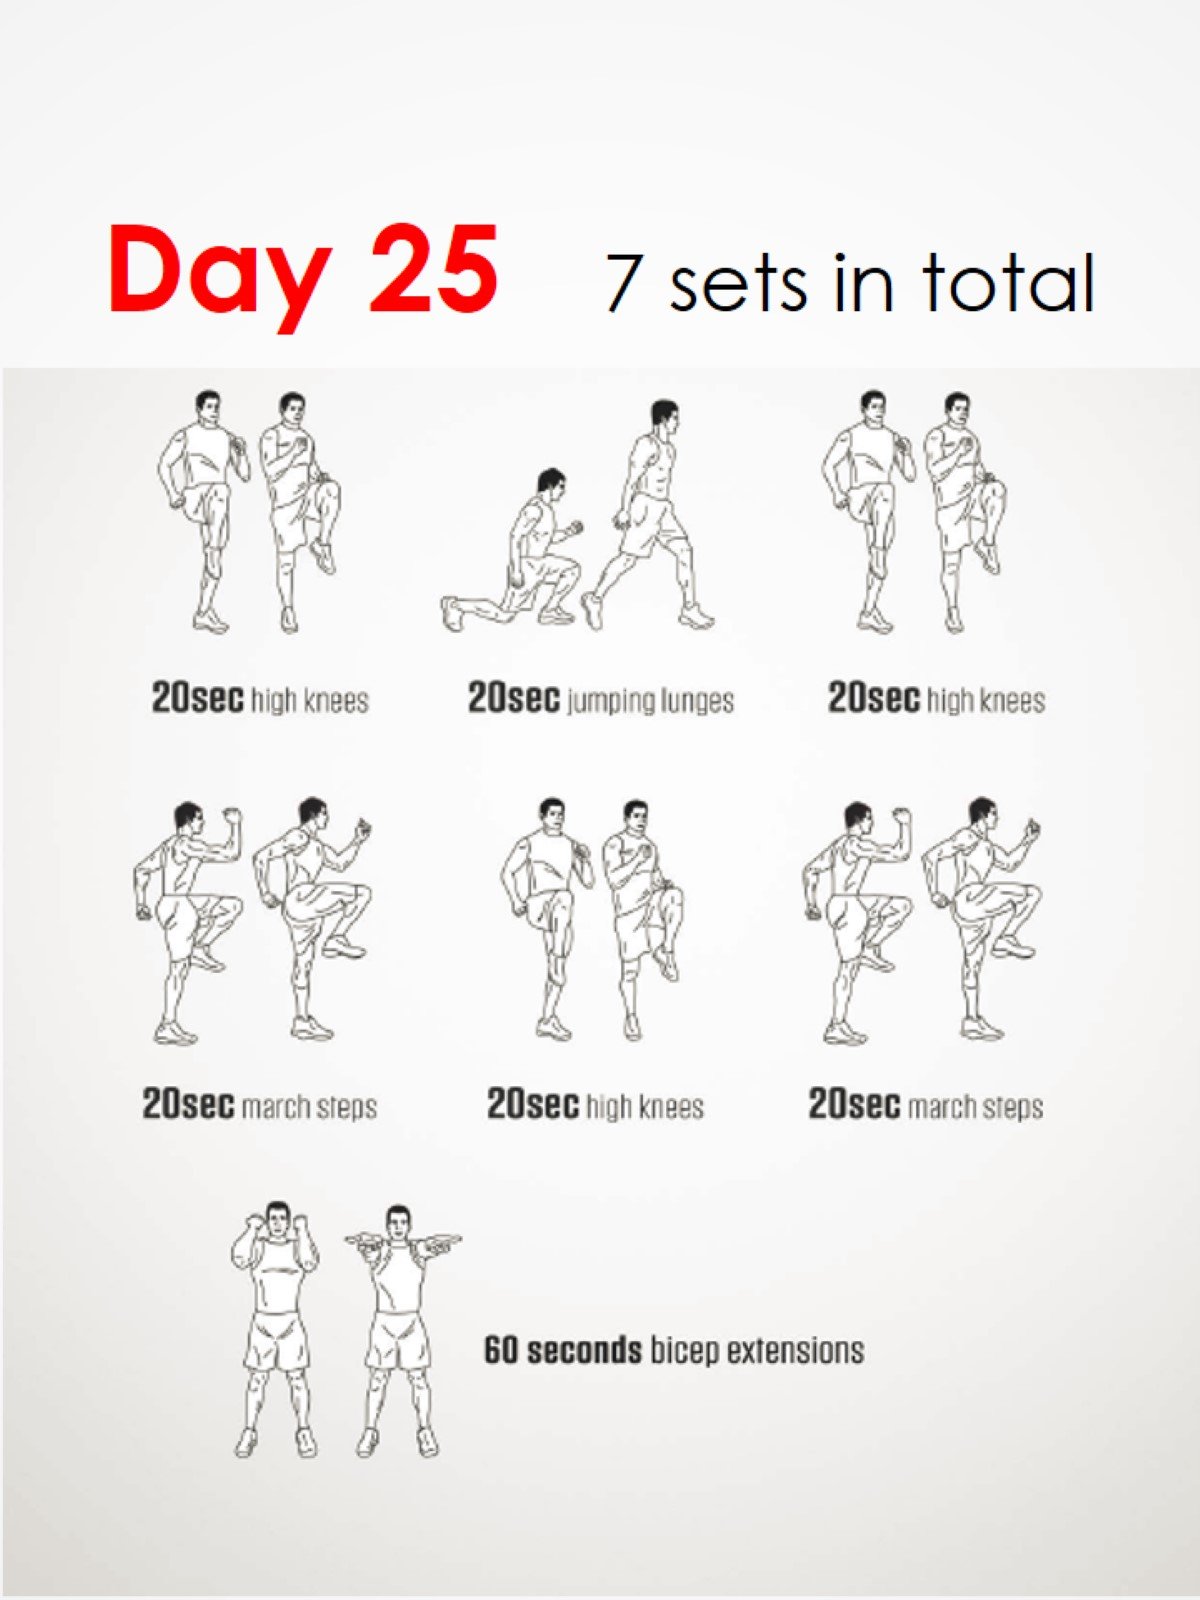 Day 25 7 sets in total
20sec high knees
20sec jumping lunges
20sec high knees
20sec march steps
20sec high knees
20sec march steps
60 seconds bicep extensions